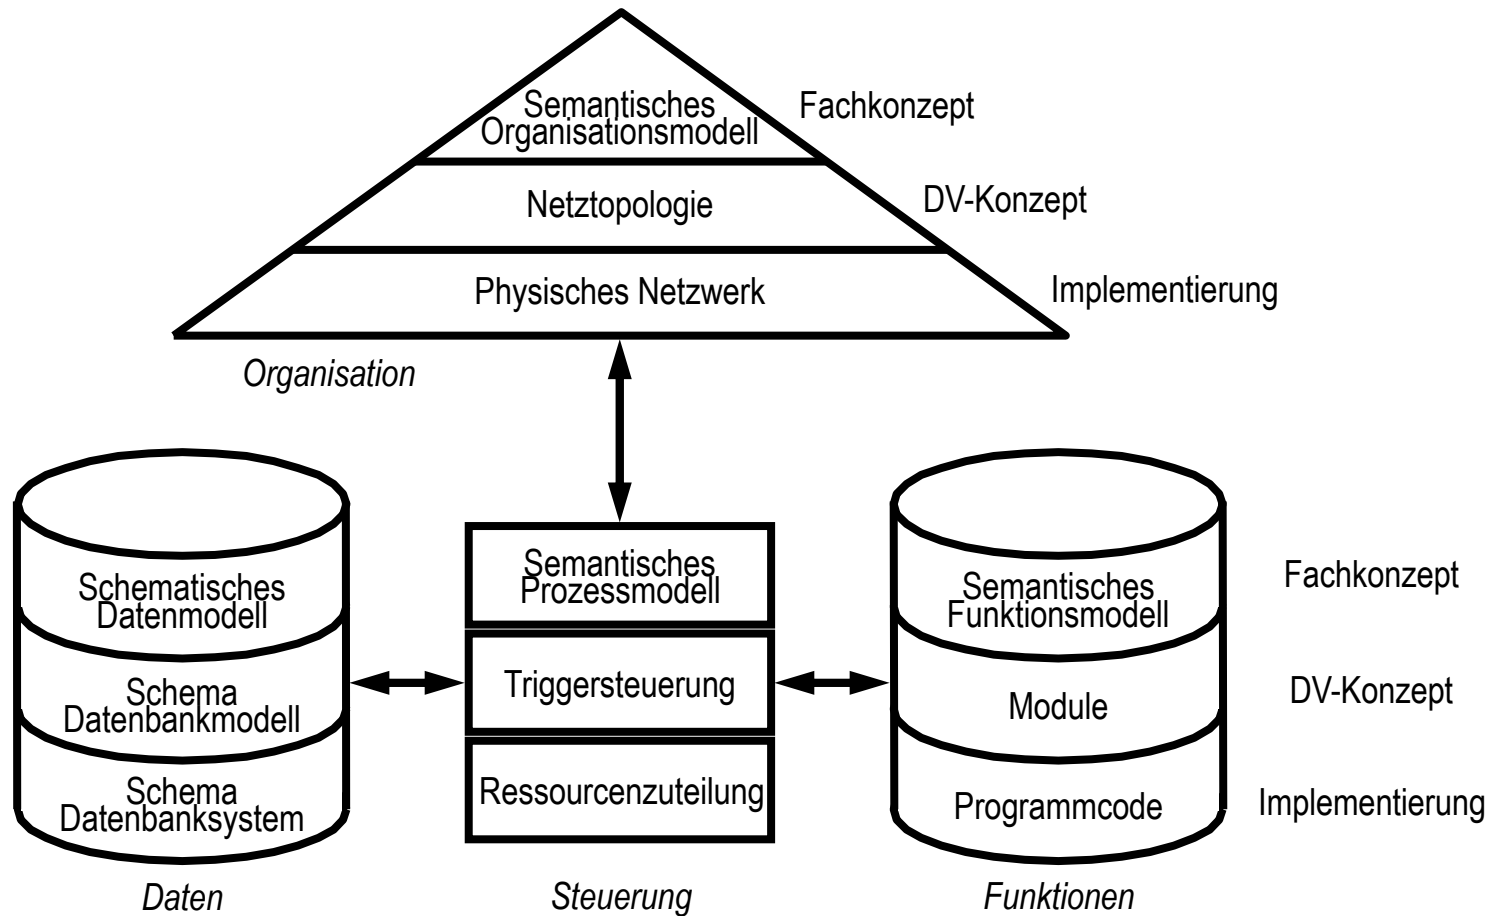 Semantisches
Organisationsmodell
Fachkonzept
Netztopologie
DV-Konzept
Physisches Netzwerk
Implementierung
Organisation
Schematisches
Datenmodell
Schema
Datenbankmodell
Schema
Datenbanksystem
Daten
Semantisches
Prozessmodell
Triggersteuerung
Ressourcenzuteilung
Steuerung
Semantisches
Funktionsmodell
Module
Programmcode
Funktionen
Fachkonzept
DV-Konzept
Implementierung